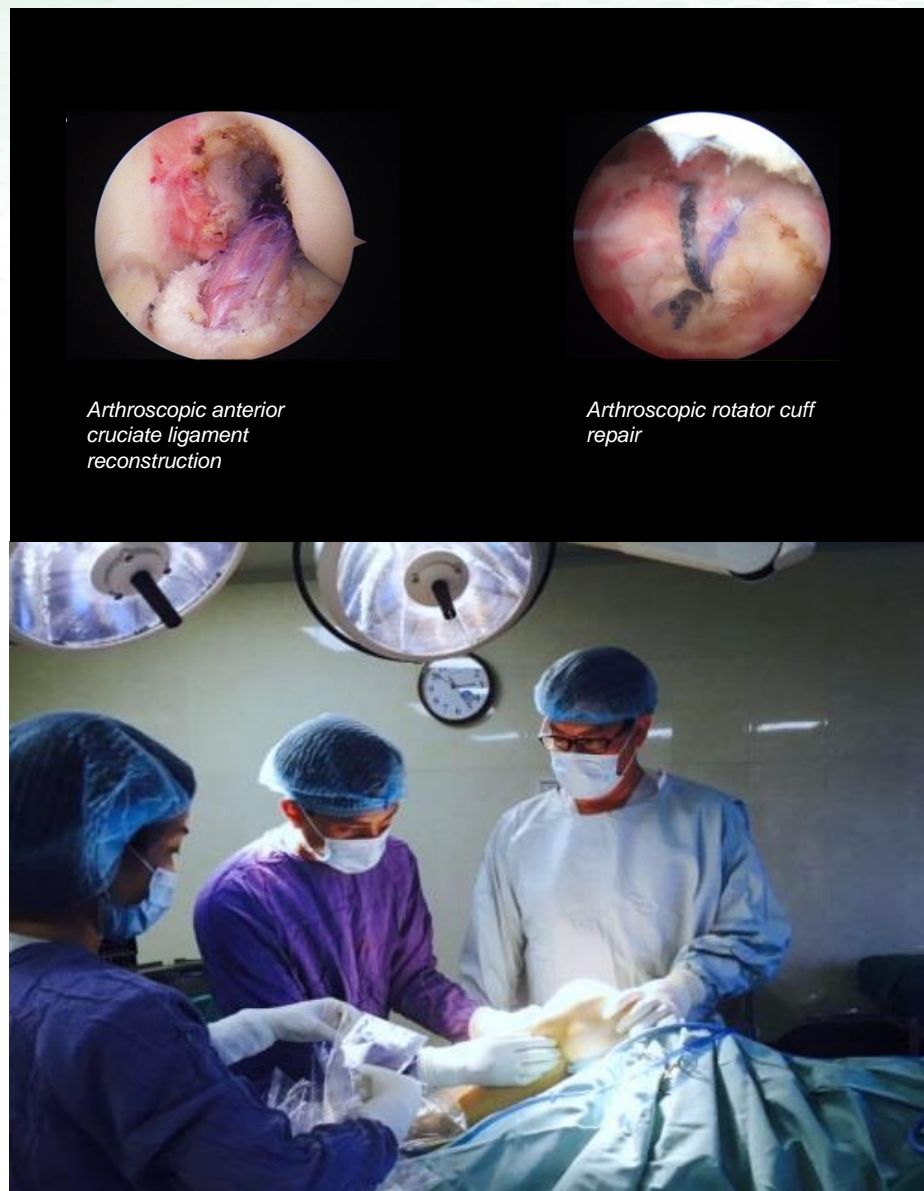 Arthroscopic anterior
cruciate ligament
reconstruction
Arthroscopic rotator cuff
repair